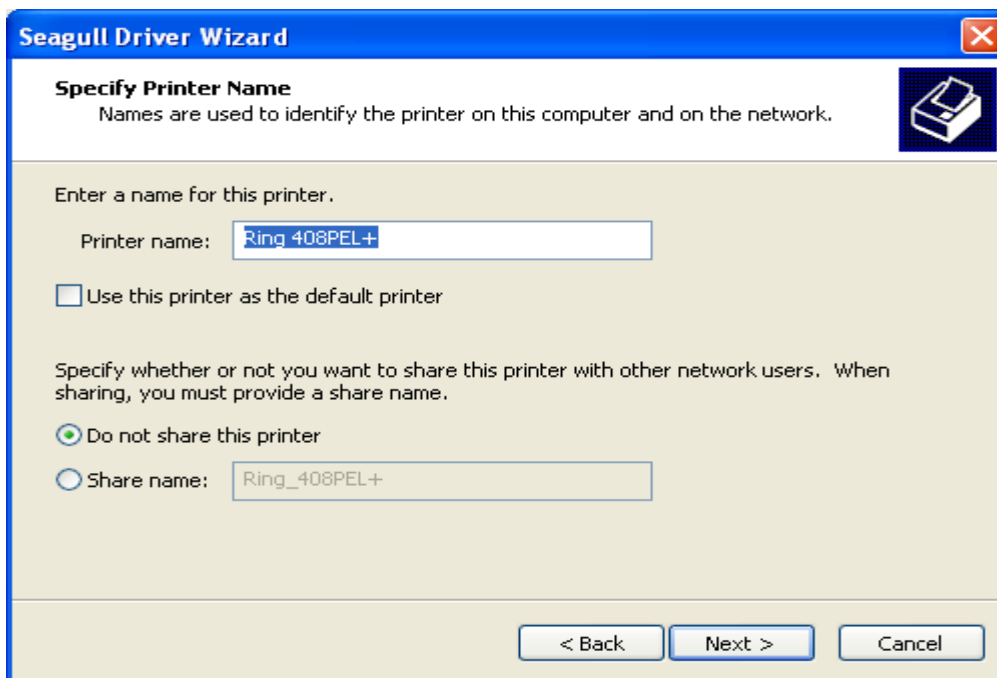 Seagull Driver Wizard
Specify Printer Name
Names are used to identify the printer on this computer and on the network.
Enter a name for this printer.
Printer name: Ring 408PEL+
Use this printer as the default printer
Specify whether or not you want to share this printer with other network users.  When
sharing, you must provide a share name.
Do not share this printer
Share name: Ring_408PEL+
< Back Next > Cancel